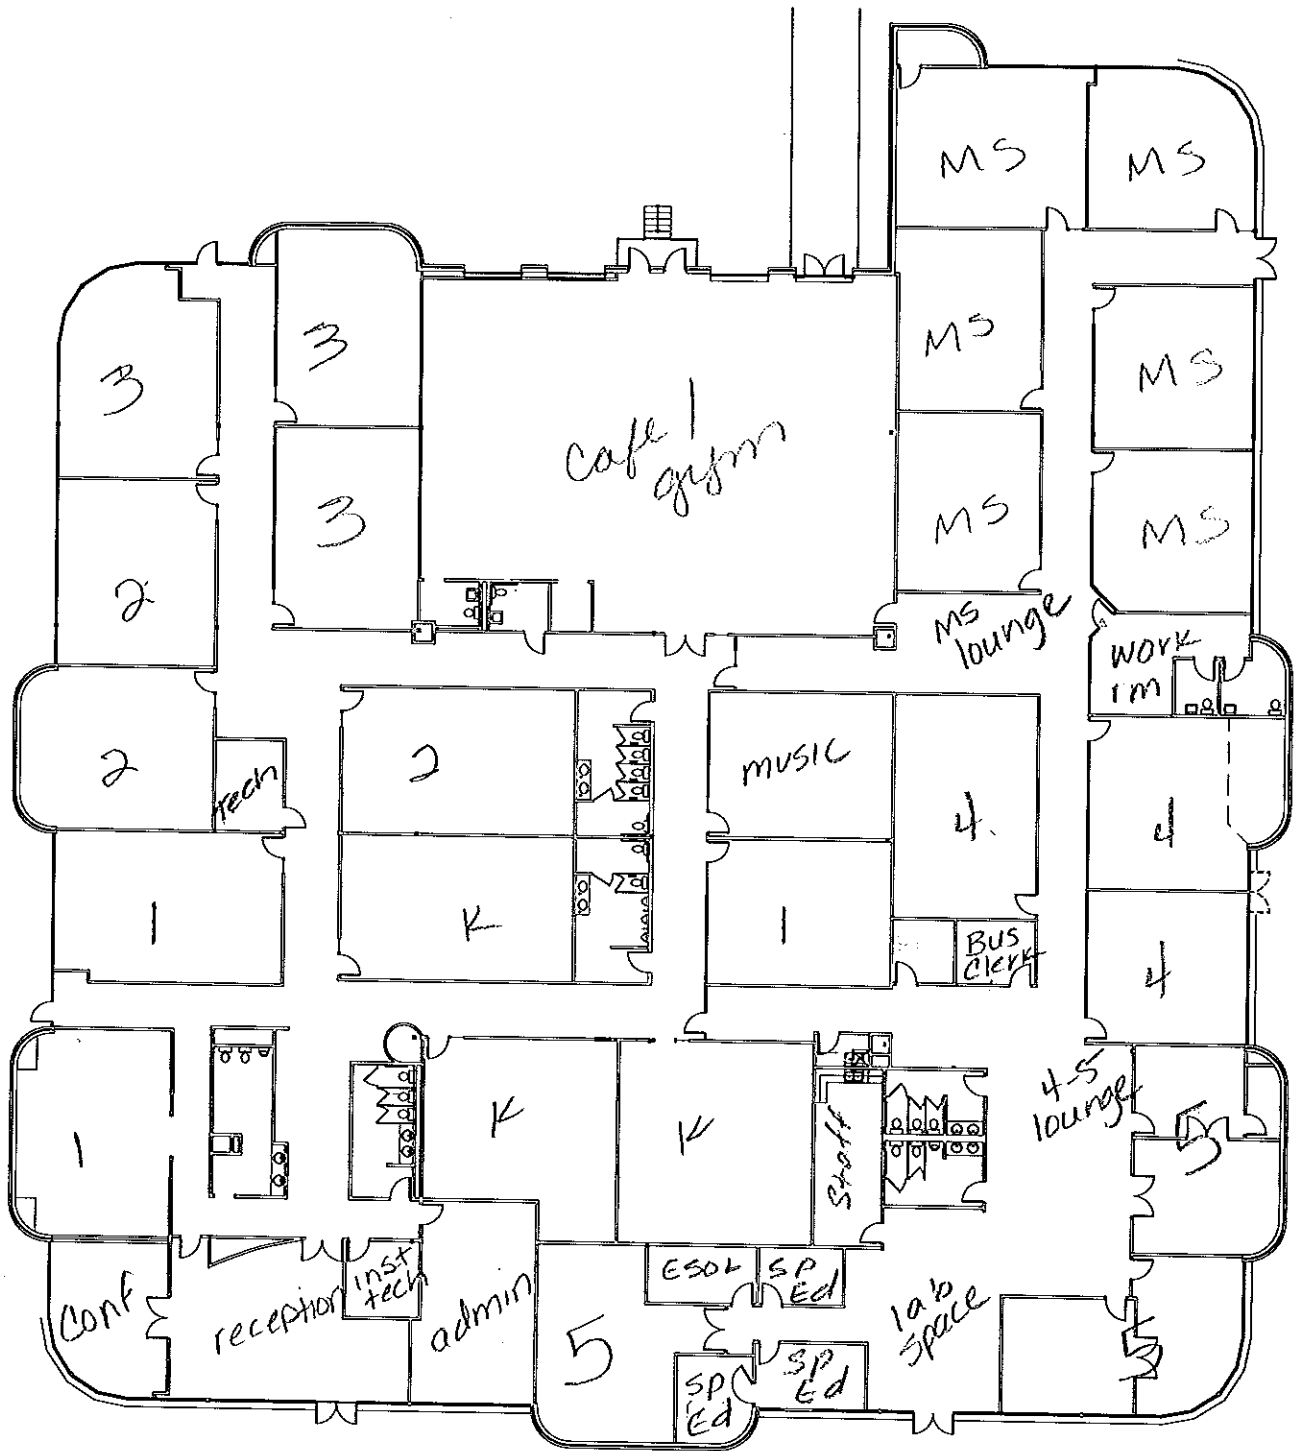 MS
MS
MS
3
3
MS
Cafe /
gym
3
MS
MS
2
MS
lounge
work
rm
2
Tech
2
music
4
4
1
K
1
Bus
Clerk
4
1
K
K
Staff
4-5
lounge
5
Conf
reception
inst
tech
admin
5
ESOL
SP
Ed
lab
space
5
SP
Ed
SP
Ed